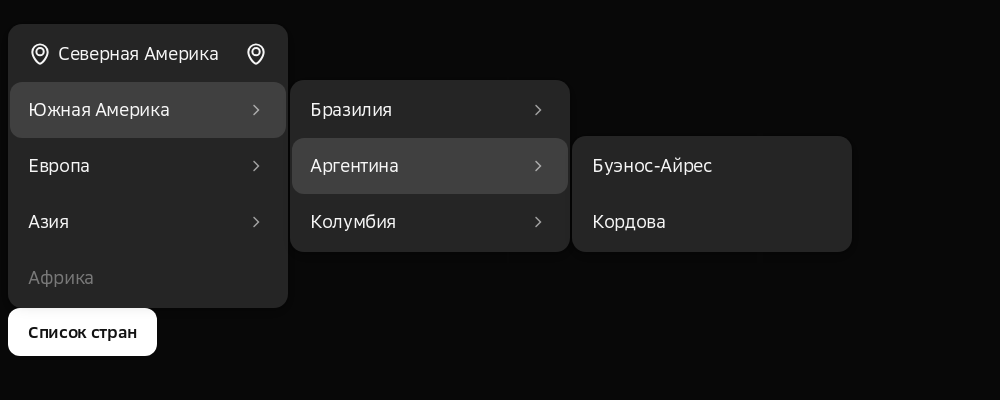 Северная Америка
Южная Америка
Европа
Азия
Африка
Бразилия
Аргентина
Колумбия
Буэнос-Айрес
Кордова
Список стран